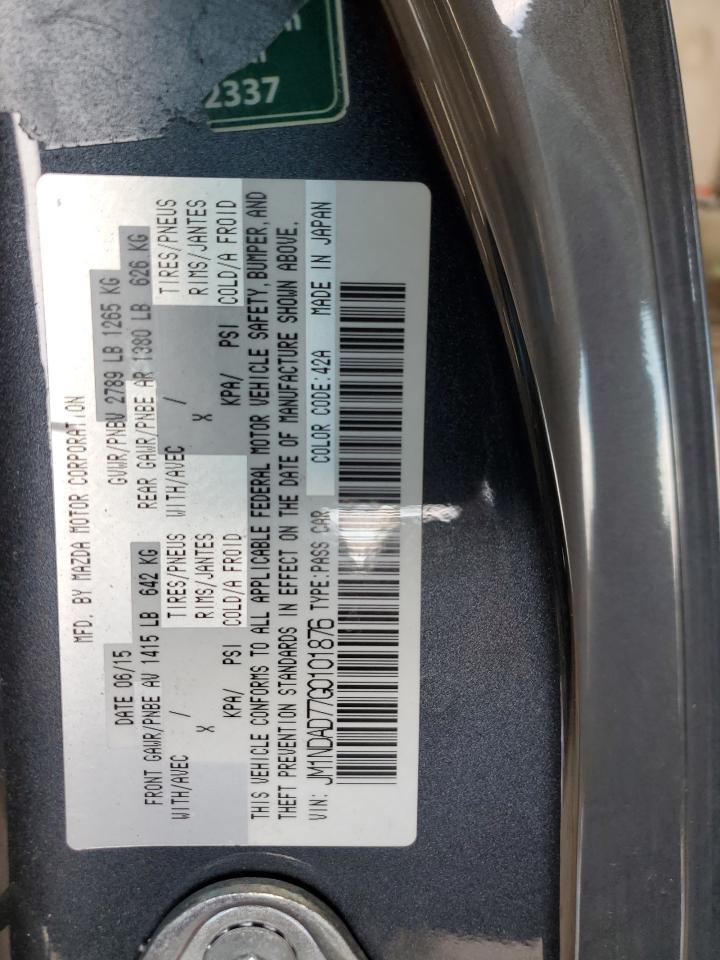 2337
MFD. BY MAZDA MOTOR CORPORATION
DATE 06/15 GVWR/PNBV 2789 LB 1265 KG
FRONT GAWR/PNBE AV 1415 LB 642 KG REAR GAWR/PNBE AR 1380 LB 626 KG
WITH/AVEC / TIRES/PNEUS WITH/AVEC / TIRES/PNEUS
X RIMS/JANTES X RIMS/JANTES
KPA/ PSI COLD/A FROID KPA/ PSI COLD/A FROID
THIS VEHICLE CONFORMS TO ALL APPLICABLE FEDERAL MOTOR VEHICLE SAFETY, BUMPER, AND
THEFT PREVENTION STANDARDS IN EFFECT ON THE DATE OF MANUFACTURE SHOWN ABOVE.
VIN: JM1NDAD77G0101876 TYPE:PASS CAR COLOR CODE:42A MADE IN JAPAN